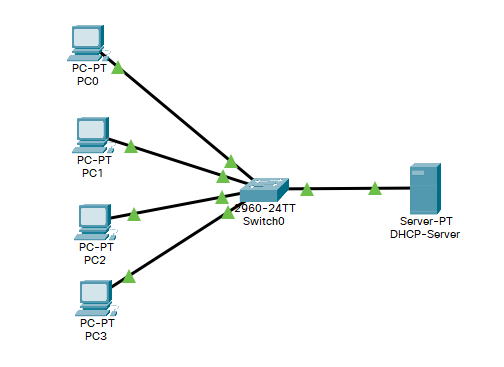 PC-PT
PC0
PC-PT
PC1
PC-PT
PC2
PC-PT
PC3
2960-24TT
Switch0
Server-PT
DHCP-Server